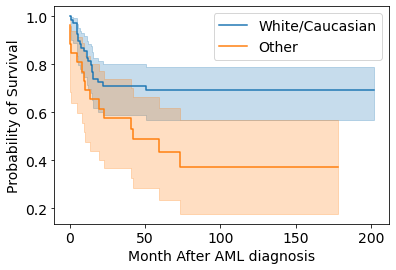 White/Caucasian
Other
Probability of Survival
1.0
0.8
0.6
0.4
0.2
0
50
100
150
200
Month After AML diagnosis